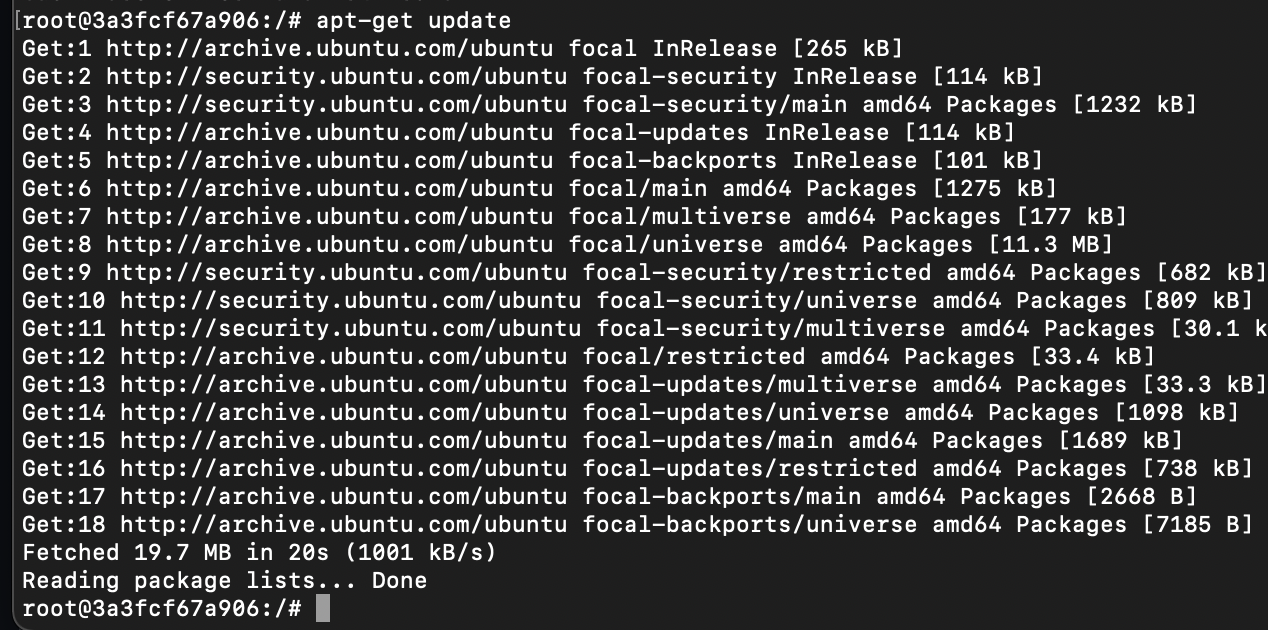 [root@3a3fcf67a906:/# apt-get update
Get:1 http://archive.ubuntu.com/ubuntu focal InRelease [265 kB]
Get:2 http://security.ubuntu.com/ubuntu focal-security InRelease [114 kB]
Get:3 http://security.ubuntu.com/ubuntu focal-security/main amd64 Packages [1232 kB]
Get:4 http://archive.ubuntu.com/ubuntu focal-updates InRelease [114 kB]
Get:5 http://archive.ubuntu.com/ubuntu focal-backports InRelease [101 kB]
Get:6 http://archive.ubuntu.com/ubuntu focal/main amd64 Packages [1275 kB]
Get:7 http://archive.ubuntu.com/ubuntu focal/multiverse amd64 Packages [177 kB]
Get:8 http://archive.ubuntu.com/ubuntu focal/universe amd64 Packages [11.3 MB]
Get:9 http://security.ubuntu.com/ubuntu focal-security/restricted amd64 Packages [682 kB]
Get:10 http://security.ubuntu.com/ubuntu focal-security/universe amd64 Packages [809 kB]
Get:11 http://security.ubuntu.com/ubuntu focal-security/multiverse amd64 Packages [30.1 k
Get:12 http://archive.ubuntu.com/ubuntu focal/restricted amd64 Packages [33.4 kB]
Get:13 http://archive.ubuntu.com/ubuntu focal-updates/multiverse amd64 Packages [33.3 kB]
Get:14 http://archive.ubuntu.com/ubuntu focal-updates/universe amd64 Packages [1098 kB]
Get:15 http://archive.ubuntu.com/ubuntu focal-updates/main amd64 Packages [1689 kB]
Get:16 http://archive.ubuntu.com/ubuntu focal-updates/restricted amd64 Packages [738 kB]
Get:17 http://archive.ubuntu.com/ubuntu focal-backports/main amd64 Packages [2668 B]
Get:18 http://archive.ubuntu.com/ubuntu focal-backports/universe amd64 Packages [7185 B]
Fetched 19.7 MB in 20s (1001 kB/s)
Reading package lists... Done
root@3a3fcf67a906:/#